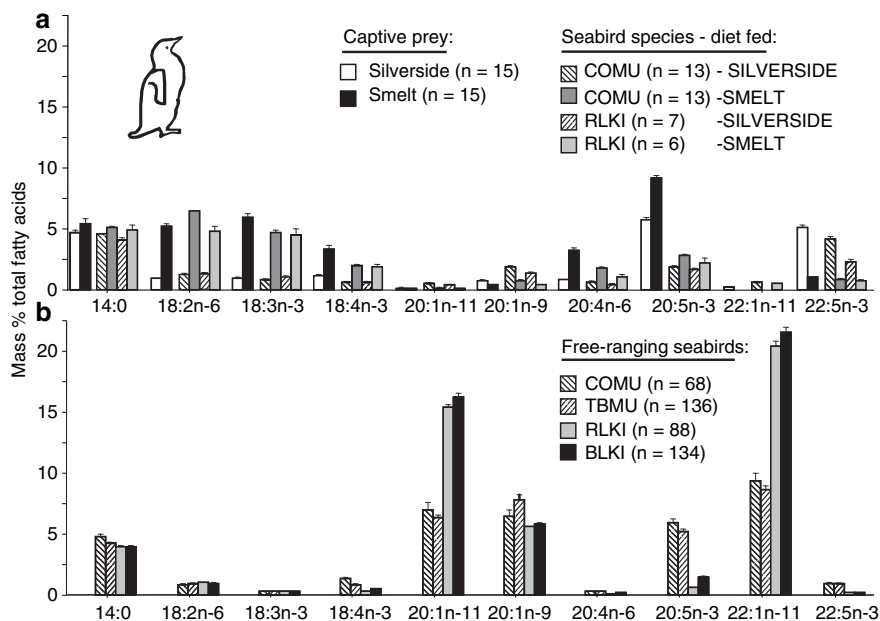 a
20
15
10
5
0
Captive prey:
Silverside (n = 15)
Smelt (n = 15)
Seabird species - diet fed:
COMU (n = 13) - SILVERSIDE
COMU (n = 13) -SMELT
RLKI (n = 7) -SILVERSIDE
RLKI (n = 6) -SMELT
14:0 18:2n-6 18:3n-3 18:4n-3 20:1n-11 20:1n-9 20:4n-6 20:5n-3 22:1n-11 22:5n-3
Mass % total fatty acids
b
20
15
10
5
0
Free-ranging seabirds:
COMU (n = 68)
TBMU (n = 136)
RLKI (n = 88)
BLKI (n = 134)
14:0 18:2n-6 18:3n-3 18:4n-3 20:1n-11 20:1n-9 20:4n-6 20:5n-3 22:1n-11 22:5n-3